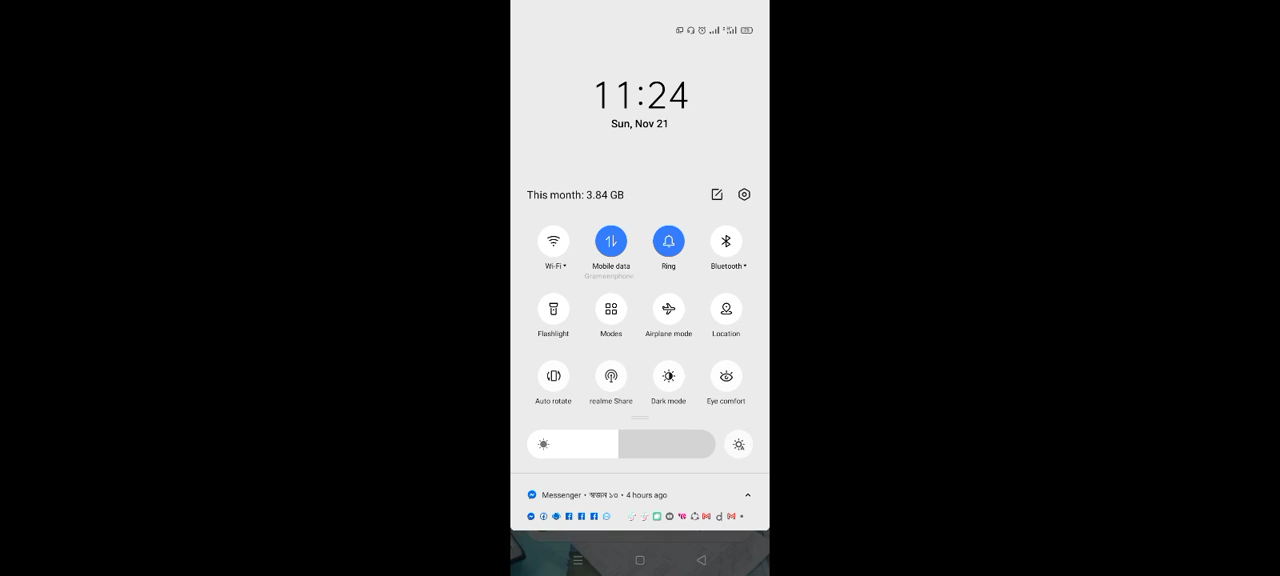 11:24
Sun, Nov 21
This month: 3.84 GB
Wi-Fi
Mobile data
Grameenphone
Ring
Bluetooth
Flashlight
Modes
Airplane mode
Location
Auto rotate
realme Share
Dark mode
Eye comfort
Messenger • • 4 hours ago